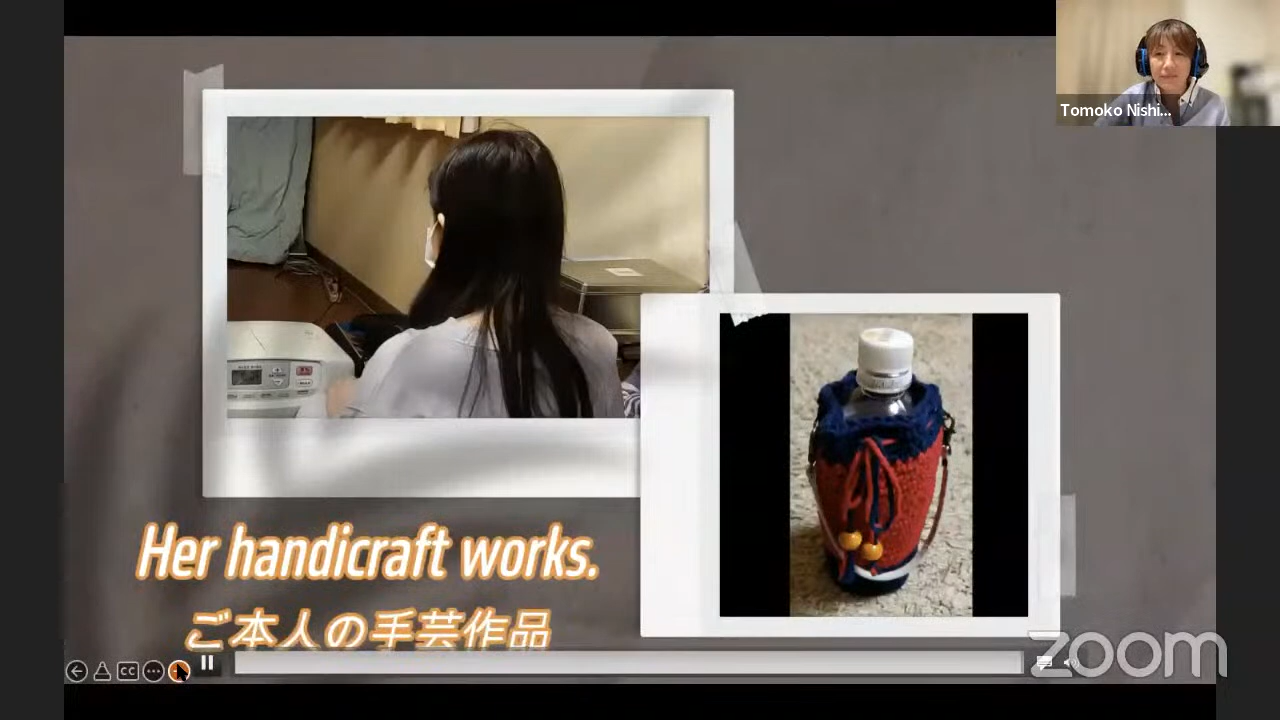 Tomoko Nishi...
Her handicraft works.
ご本人の手芸作品
CC
zoom